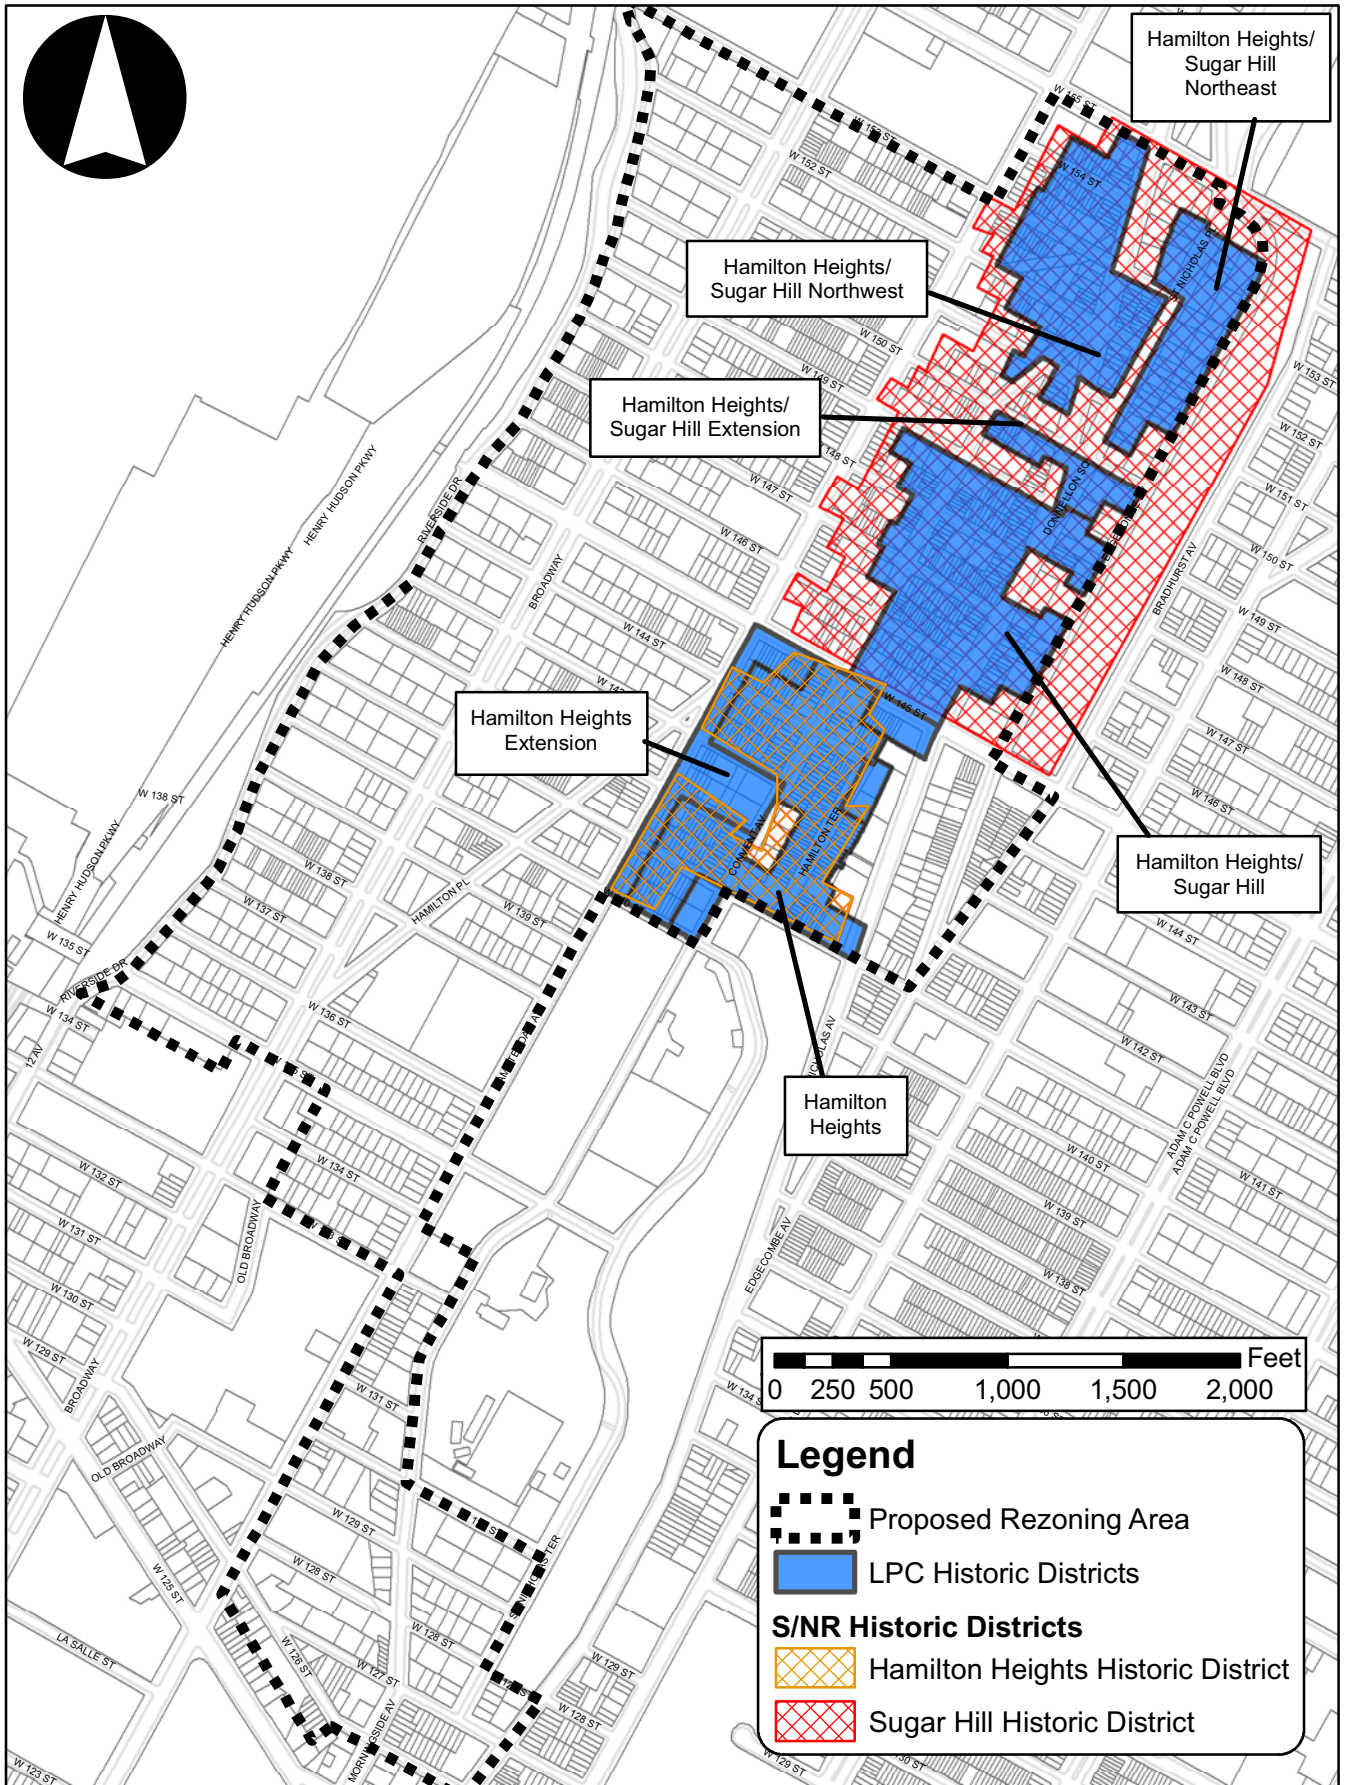 Hamilton Heights/
Sugar Hill
Northeast
W 155 ST
W 152 ST
W 154 ST
ST NICHOLAS PL
Hamilton Heights/
Sugar Hill Northwest
W 150 ST
W 149 ST
W 153 ST
Hamilton Heights/
Sugar Hill Extension
W 152 ST
W 148 ST
W 147 ST
W 151 ST
DONNELLON SQ
HENRY HUDSON PKWY
RIVERSIDE DR
W 146 ST
W 150 ST
BROADWAY
BRADHURST AV
HENRY HUDSON PKWY
W 149 ST
W 144 ST
W 148 ST
W 145 ST
Hamilton Heights
Extension
W 147 ST
W 138 ST
W 146 ST
CONVENT AV
HAMILTON TER
HENRY HUDSON PKWY
Hamilton Heights/
Sugar Hill
W 138 ST
HAMILTON PL
W 137 ST
W 139 ST
W 144 ST
W 135 ST
RIVERSIDE DR
W 143 ST
W 134 ST
W 136 ST
W 142 ST
12 AV
Hamilton
Heights
ADAM C POWELL BLVD
ADAM C POWELL BLVD
W 140 ST
W 141 ST
W 134 ST
W 132 ST
W 139 ST
W 131 ST
OLD BROADWAY
EDGECOMBE AV
W 138 ST
W 130 ST
W 129 ST
BROADWAY
Feet
0 250 500 1,000 1,500 2,000
W 131 ST
W 134 S
OLD BROADWAY
Legend
Proposed Rezoning Area
LPC Historic Districts
S/NR Historic Districts
Hamilton Heights Historic District
Sugar Hill Historic District
W 129 ST
W 128 ST
W 125 ST
LA SALLE ST
W 126 ST
W 128 ST
W 127 ST
W 129 ST
W 128 ST
MORNINGSIDE AV
W 123 ST
W 129 ST
130 ST